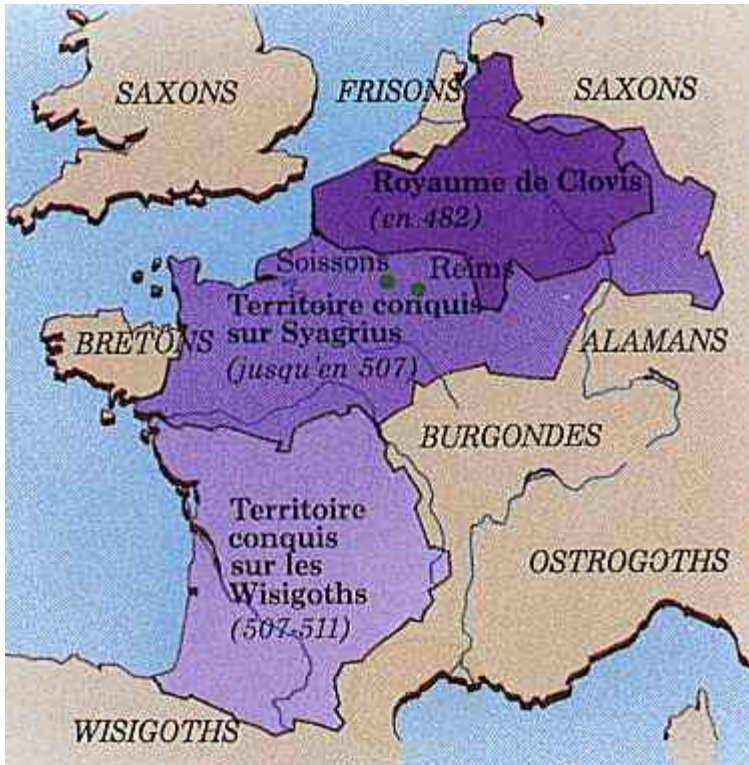 SAXONS
FRISONS
SAXONS
Royaume de Clovis
(en 482)
Soissons
Reims
Territoire conquis
sur Syagrius
(jusqu'en 507)
BRETONS
ALAMANS
BURGONDES
Territoire
conquis
sur les
Wisigoths
(507-511)
OSTROGOTHS
WISIGOTHS